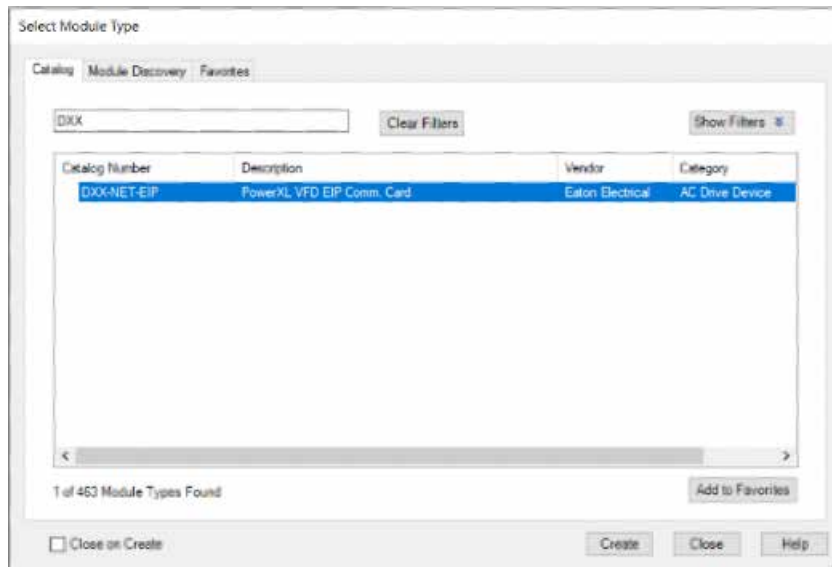 Select Module Type
Catalog Module Discovery Favorites
DXX Clear Filters Show Filters
Catalog Number Description Vendor Category
DXX-NET-EIP PowerXL VFD EIP Comm. Card Eaton Electrical AC Drive Device
1 of 463 Module Types Found Add to Favorites
Close on Create Create Close Help